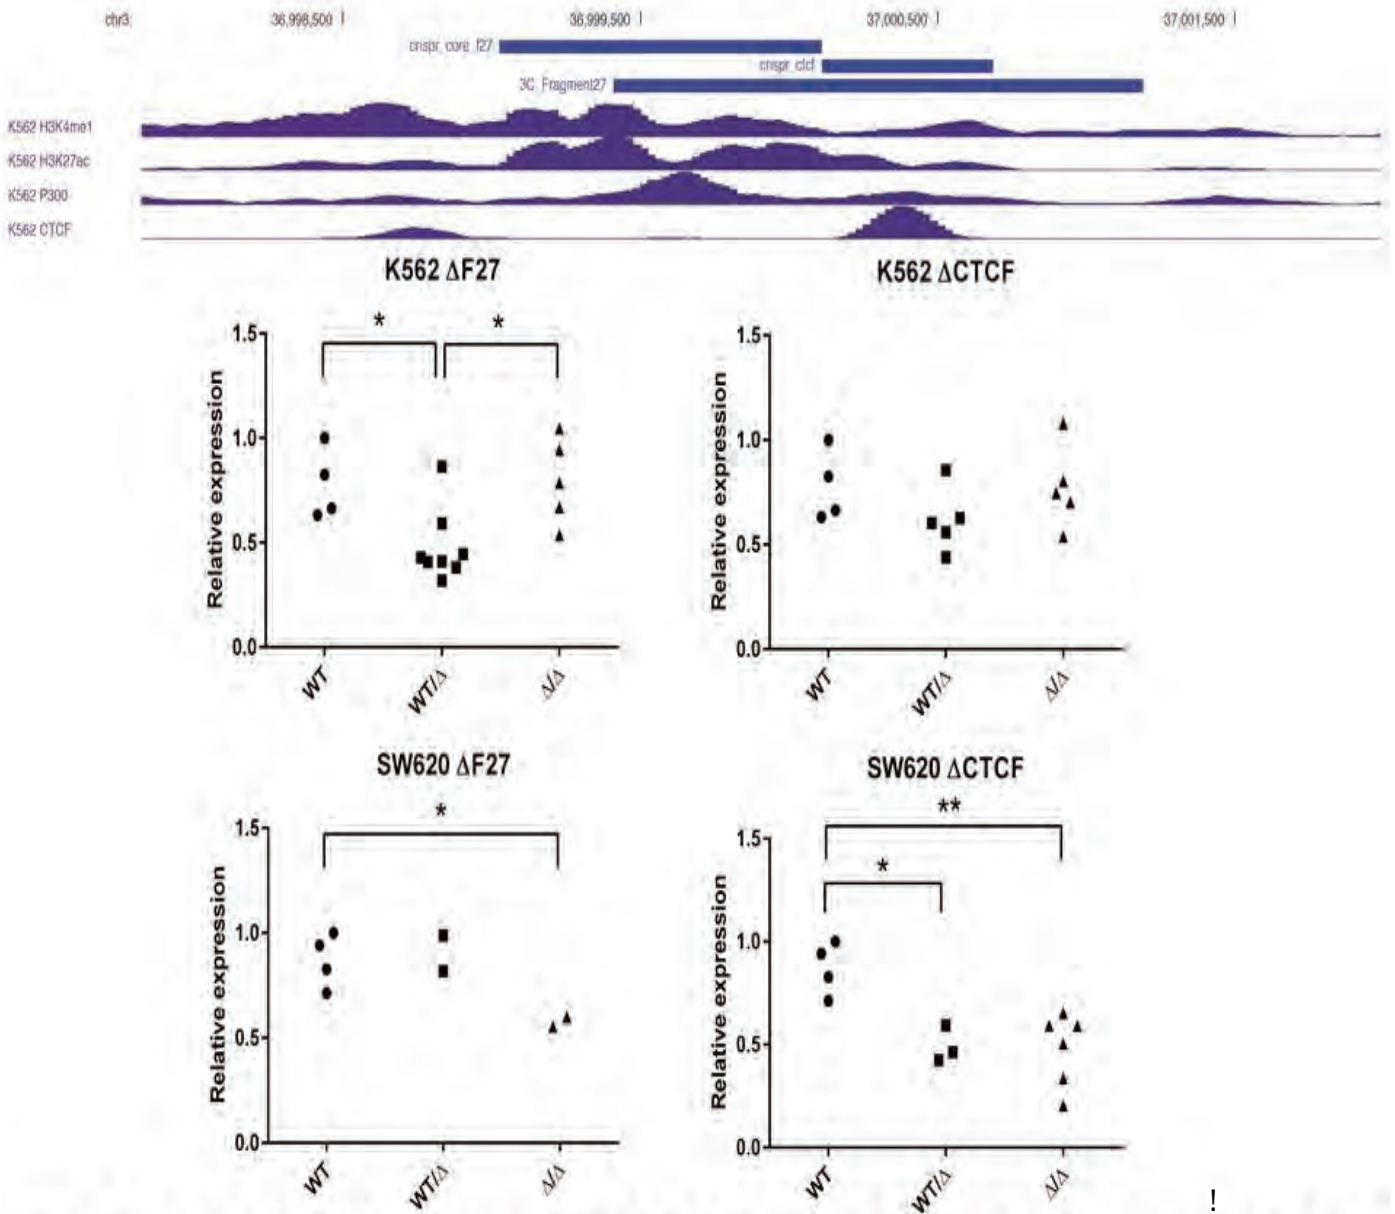 chr3: 36,998,500 36,999,500 37,000,500 37,001,500
crispr_core_f27
crispr_ctcf
3C_Fragment27
K562 H3K4me1
K562 H3K27ac
K562 P300
K562 CTCF
K562 ΔF27
K562 ΔCTCF
* *
1.5
1.0
0.5
0.0
Relative expression
WT WT/Δ Δ/Δ
1.5
1.0
0.5
0.0
Relative expression
WT WT/Δ Δ/Δ
SW620 ΔF27
*
1.5
1.0
0.5
0.0
Relative expression
WT WT/Δ Δ/Δ
SW620 ΔCTCF
**
*
1.5
1.0
0.5
0.0
Relative expression
WT WT/Δ Δ/Δ
!